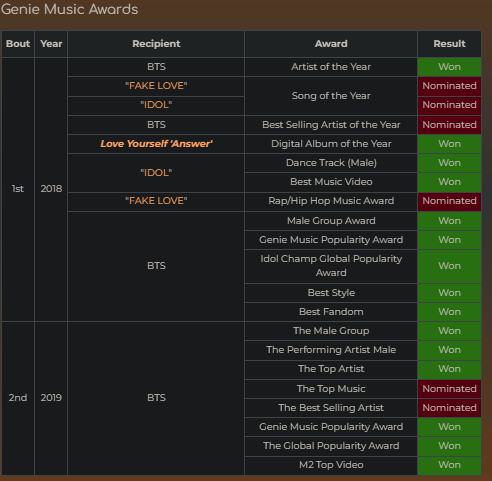 Genie Music Awards
Bout Year Recipient Award Result
1st 2018 BTS Artist of the Year Won
"FAKE LOVE" Song of the Year Nominated
"IDOL" Nominated
BTS Best Selling Artist of the Year Nominated
Love Yourself 'Answer' Digital Album of the Year Won
"IDOL" Dance Track (Male) Won
Best Music Video Won
"FAKE LOVE" Rap/Hip Hop Music Award Nominated
BTS Male Group Award Won
Genie Music Popularity Award Won
Idol Champ Global Popularity
Award Won
Best Style Won
Best Fandom Won
2nd 2019 BTS The Male Group Won
The Performing Artist Male Won
The Top Artist Won
The Top Music Nominated
The Best Selling Artist Nominated
Genie Music Popularity Award Won
The Global Popularity Award Won
M2 Top Video Won